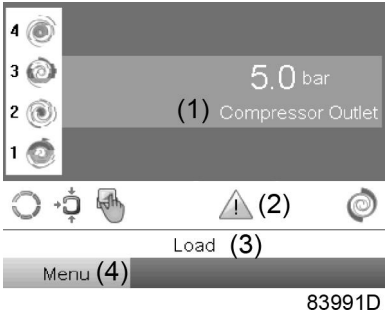 4
5.0 bar
3
(1) Compressor Outlet
2
1
(2)
Load (3)
Menu (4)
83991D